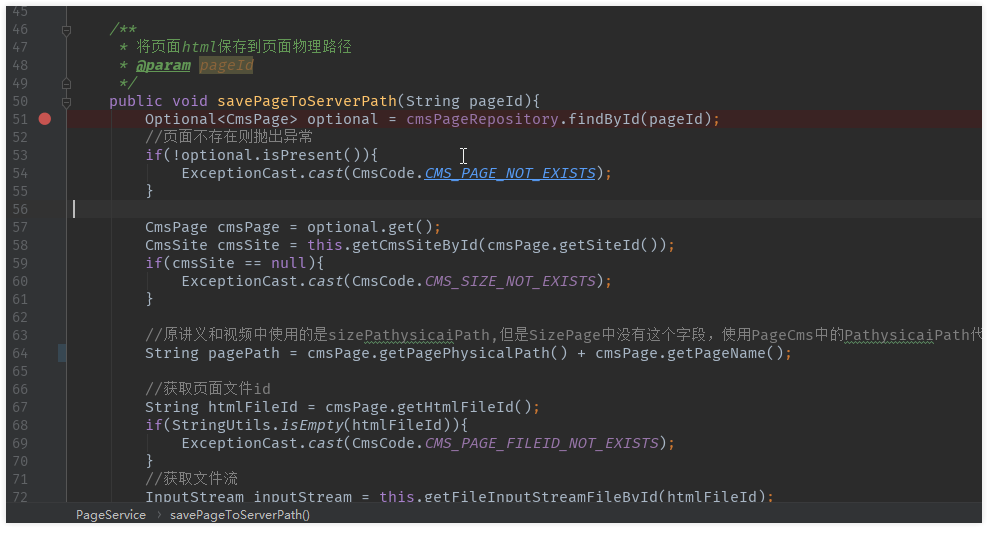 45
46 /**
47 * 将页面html保存到页面物理路径
48 * @param pageId
49 */
50 public void savePageToServerPath(String pageId){
51 Optional<CmsPage> optional = cmsPageRepository.findById(pageId);
52 //页面不存在则抛出异常
53 if(!optional.isPresent()){
54 ExceptionCast.cast(CmsCode.CMS_PAGE_NOT_EXISTS);
55 }
56
57 CmsPage cmsPage = optional.get();
58 CmsSite cmsSite = this.getCmsSiteById(cmsPage.getSiteId());
59 if(cmsSite == null){
60 ExceptionCast.cast(CmsCode.CMS_SIZE_NOT_EXISTS);
61 }
62
63 //原讲义和视频中使用的是sizePathysicaiPath,但是SizePage中没有这个字段，使用PageCms中的PathysicaiPath代
64 String pagePath = cmsPage.getPagePhysicalPath() + cmsPage.getPageName();
65
66 //获取页面文件id
67 String htmlFileId = cmsPage.getHtmlFileId();
68 if(StringUtils.isEmpty(htmlFileId)){
69 ExceptionCast.cast(CmsCode.CMS_PAGE_FILEID_NOT_EXISTS);
70 }
71 //获取文件流
72 InputStream inputStream = this.getFileInputStreamFileById(htmlFileId);
PageService › savePageToServerPath()